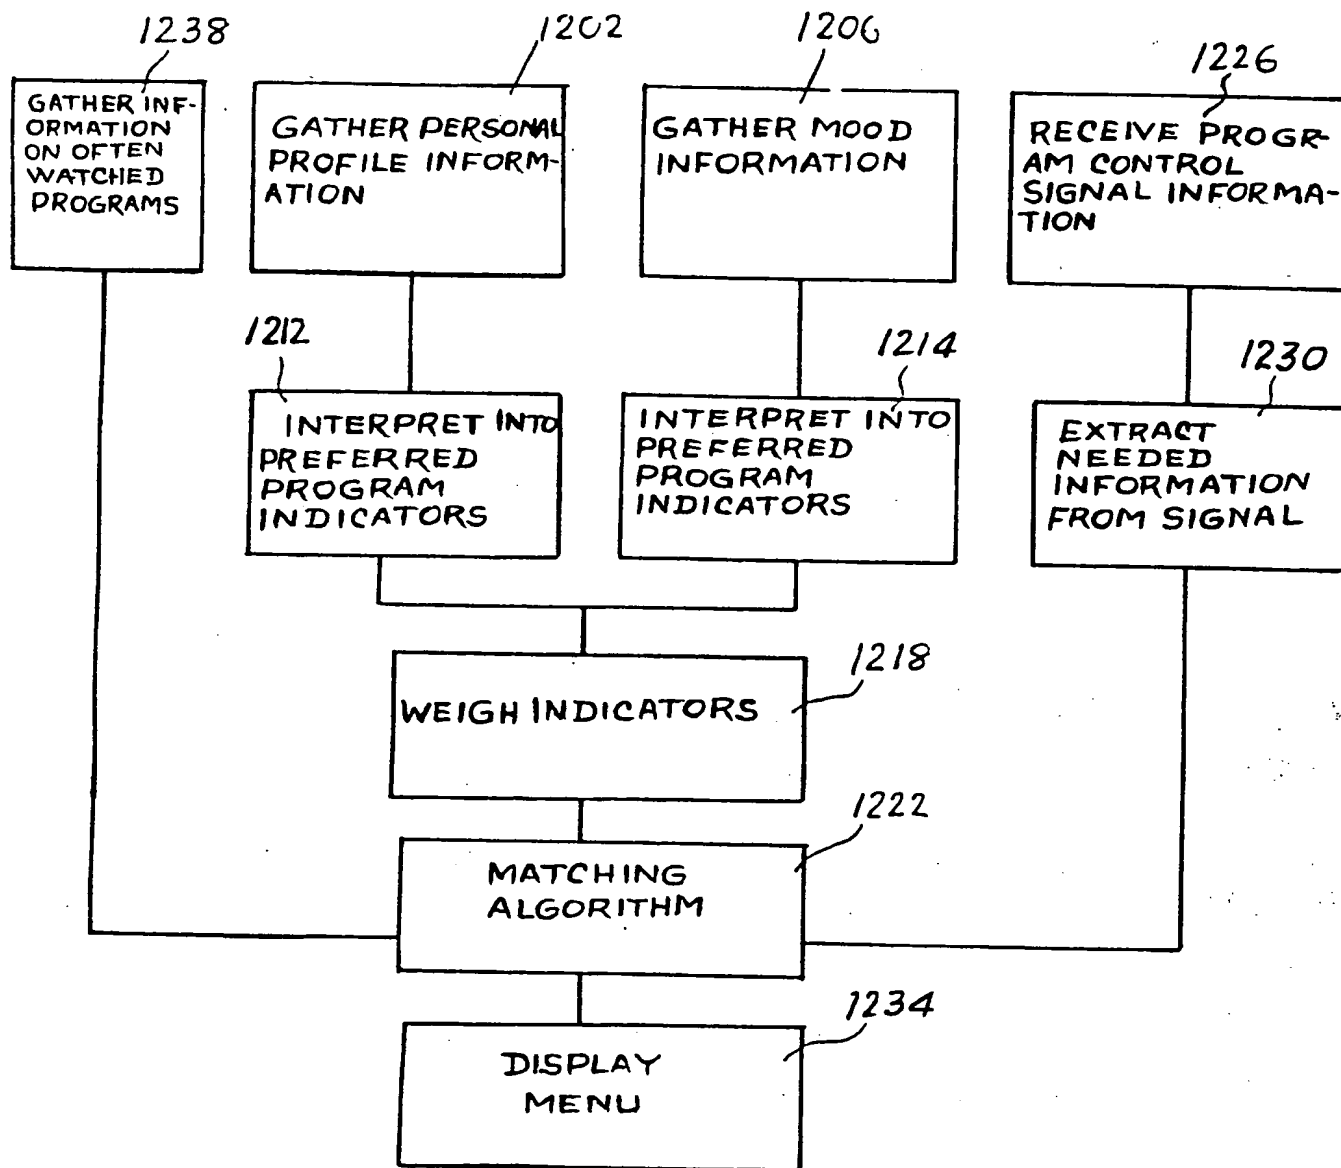 1238
1202
1206
1226
GATHER INF-
ORMATION
ON OFTEN
WATCHED
PROGRAMS
GATHER PERSONAL
PROFILE INFORM-
ATION
GATHER MOOD
INFORMATION
RECEIVE PROGR-
AM CONTROL
SIGNAL INFORMA-
TION
1212
1214
1230
INTERPRET INTO
PREFERRED
PROGRAM
INDICATORS
INTERPRET INTO
PREFERRED
PROGRAM
INDICATORS
EXTRACT
NEEDED
INFORMATION
FROM SIGNAL
1218
WEIGH INDICATORS
1222
MATCHING
ALGORITHM
1234
DISPLAY
MENU